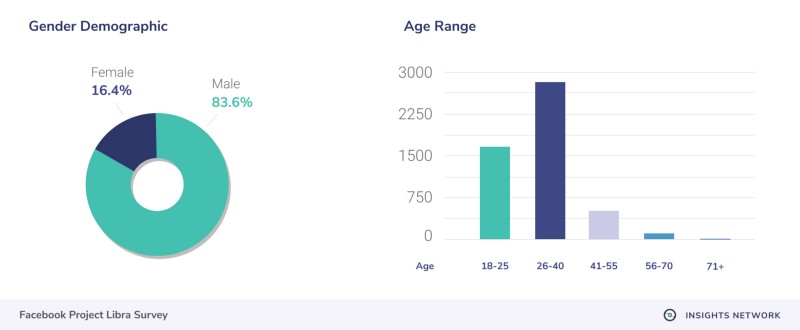 Gender Demographic
Female
16.4%
Male
83.6%
Age Range
3000
2250
1500
750
0
Age 18-25 26-40 41-55 56-70 71+
Facebook Project Libra Survey
INSIGHTS NETWORK